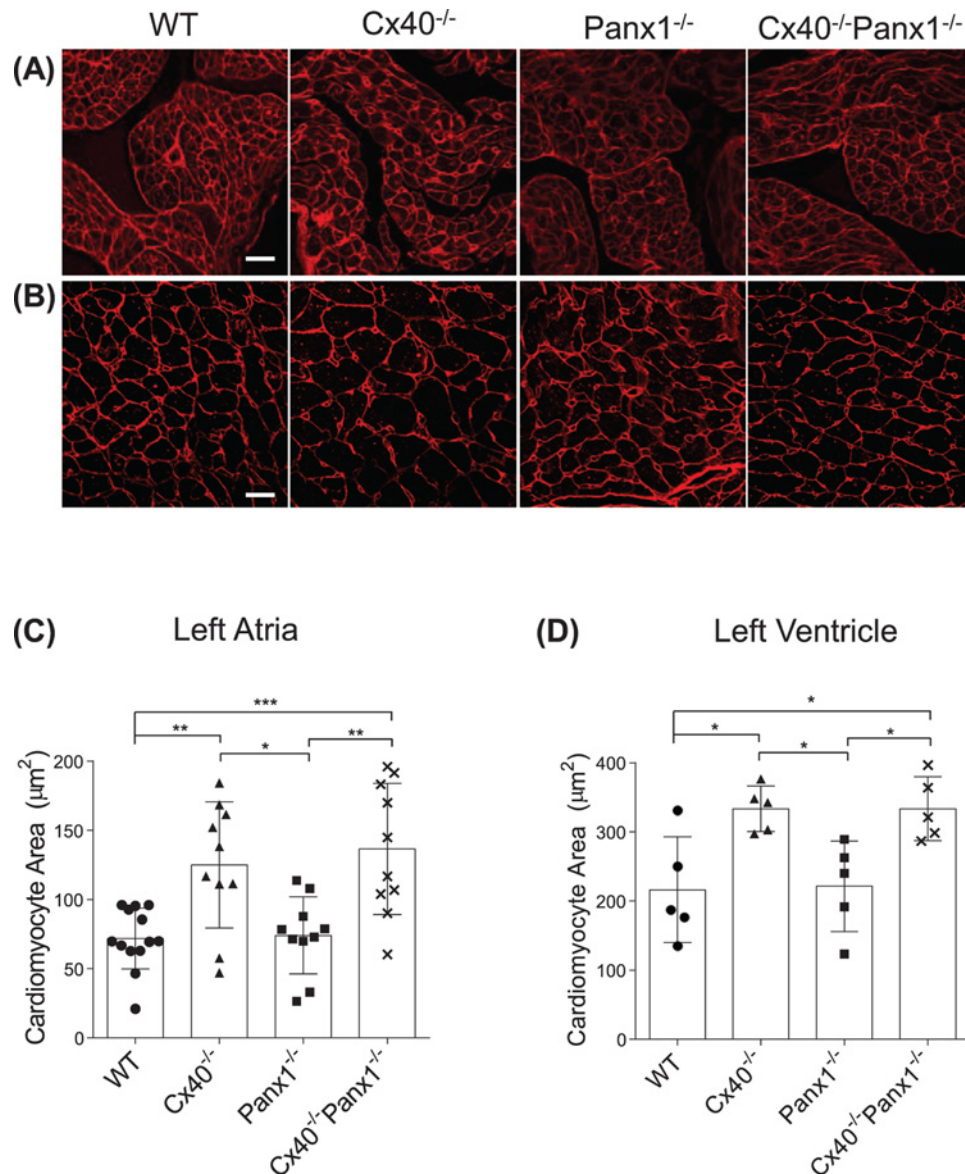 WT Cx40⁻/⁻ Panx1⁻/⁻ Cx40⁻/⁻Panx1⁻/⁻
(A)
(B)
(C) Left Atria
(D) Left Ventricle
***
** * **
Cardiomyocyte Area (μm²)
200
150
100
50
0
WT Cx40⁻/⁻ Panx1⁻/⁻ Cx40⁻/⁻Panx1⁻/⁻
*
* * *
Cardiomyocyte Area (μm²)
400
300
200
100
0
WT Cx40⁻/⁻ Panx1⁻/⁻ Cx40⁻/⁻Panx1⁻/⁻